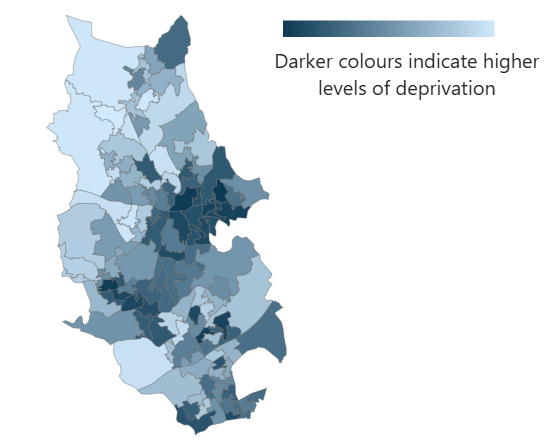 Darker colours indicate higher
levels of deprivation